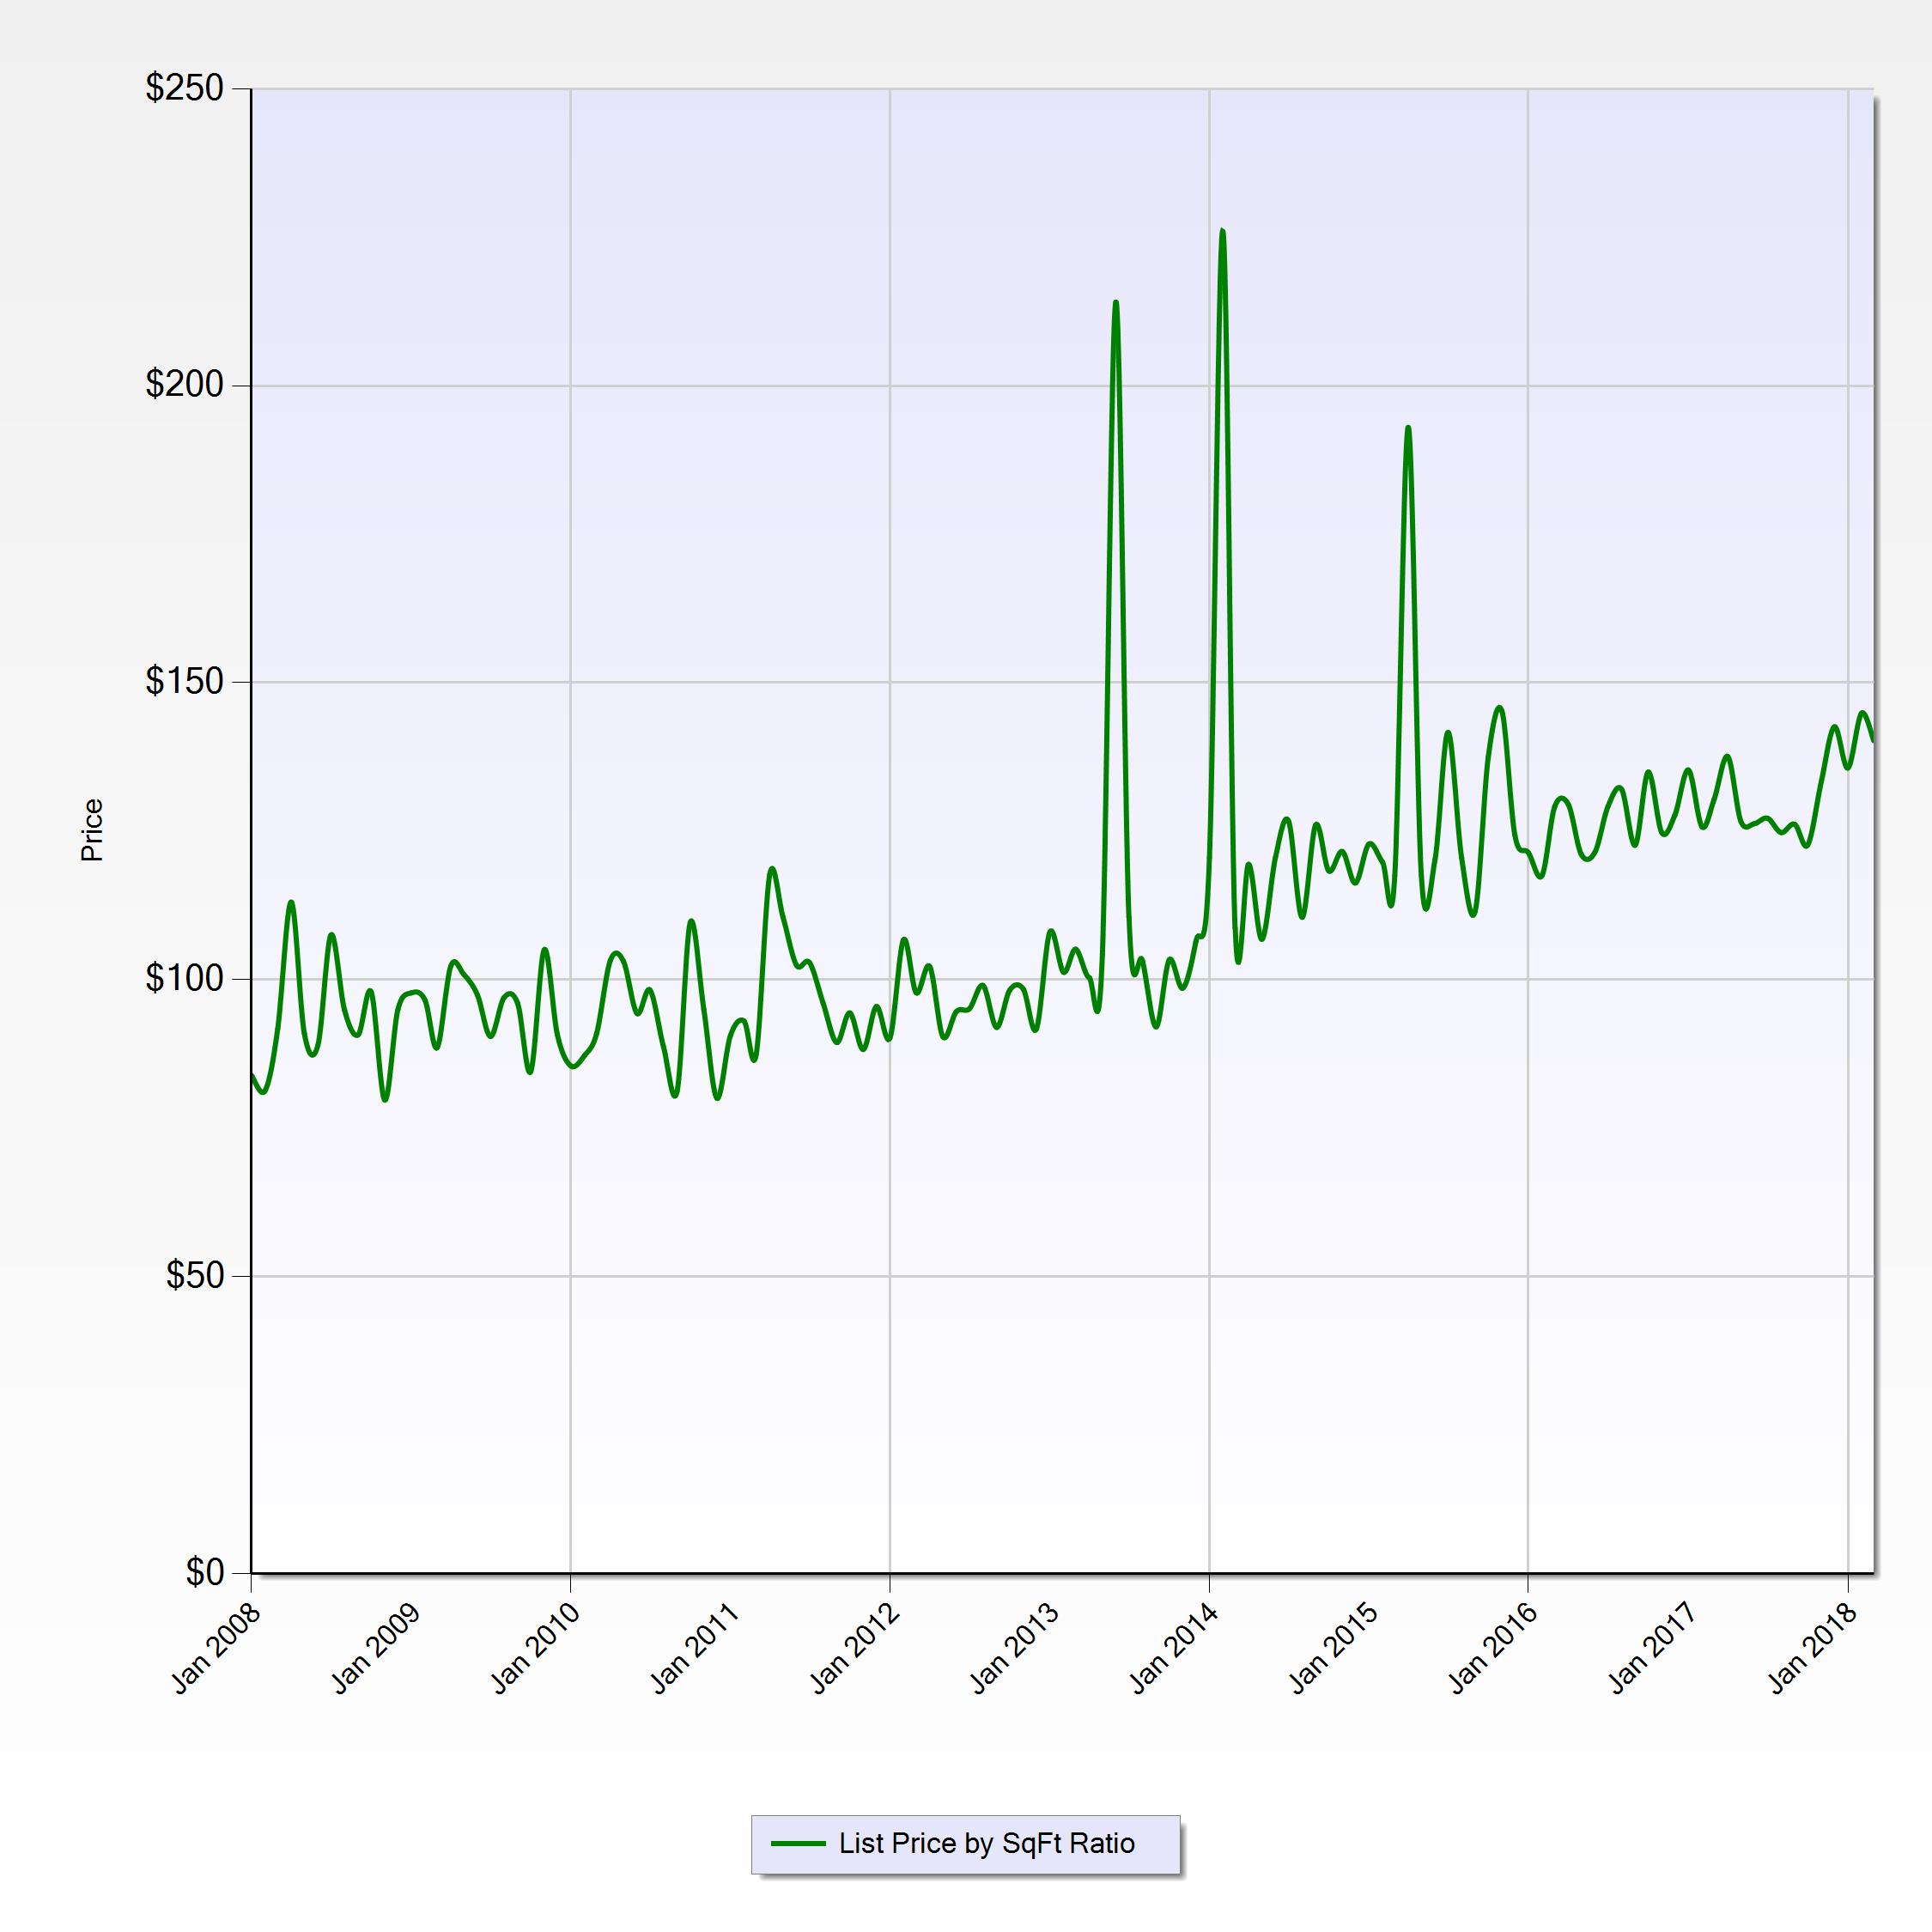 $250
$200
$150
$100
$50
$0
Price
Jan 2008
Jan 2009
Jan 2010
Jan 2011
Jan 2012
Jan 2013
Jan 2014
Jan 2015
Jan 2016
Jan 2017
Jan 2018
List Price by SqFt Ratio